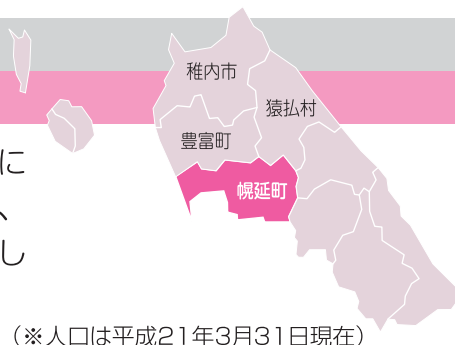 稚内市
猿払村
豊富町
幌延町
に
、
し
（※人口は平成21年3月31日現在）